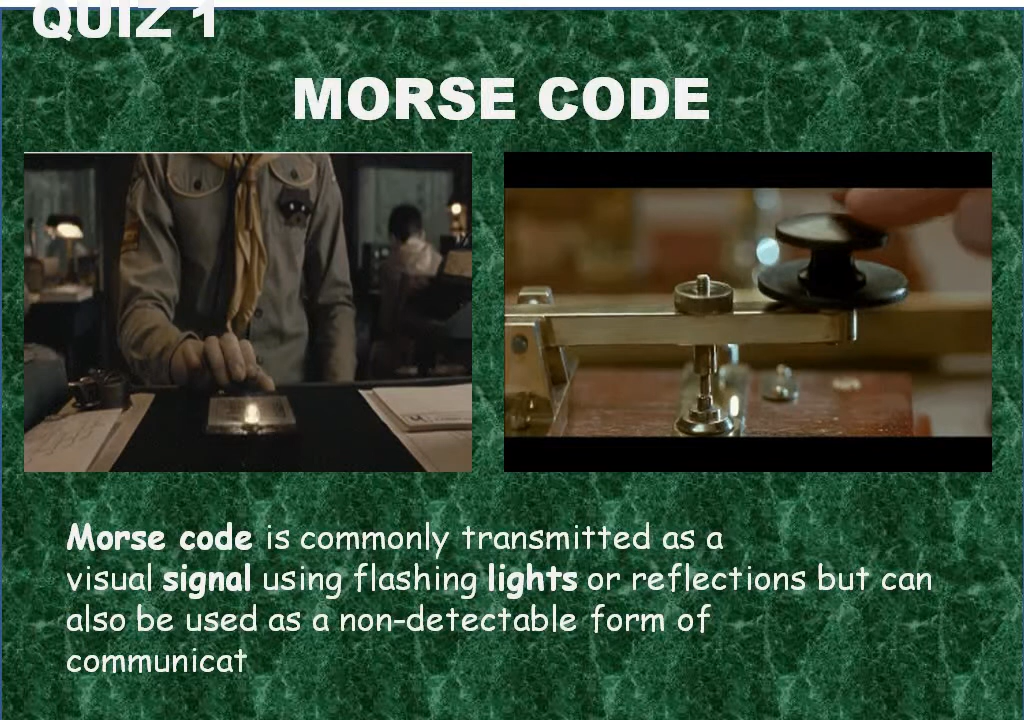 QUIZ 1
MORSE CODE
Morse code is commonly transmitted as a
visual signal using flashing lights or reflections but can
also be used as a non-detectable form of
communicat